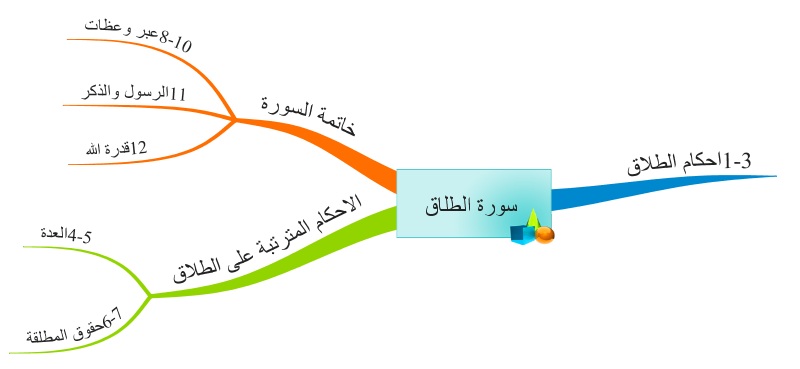 سورة الطلاق
1-3احكام الطلاق
الاحكام المترتبة على الطلاق
4-5العدة
6-7حقوق المطلقة
خاتمة السورة
8-10عبر وعظات
11الرسول والذكر
12قدرة الله